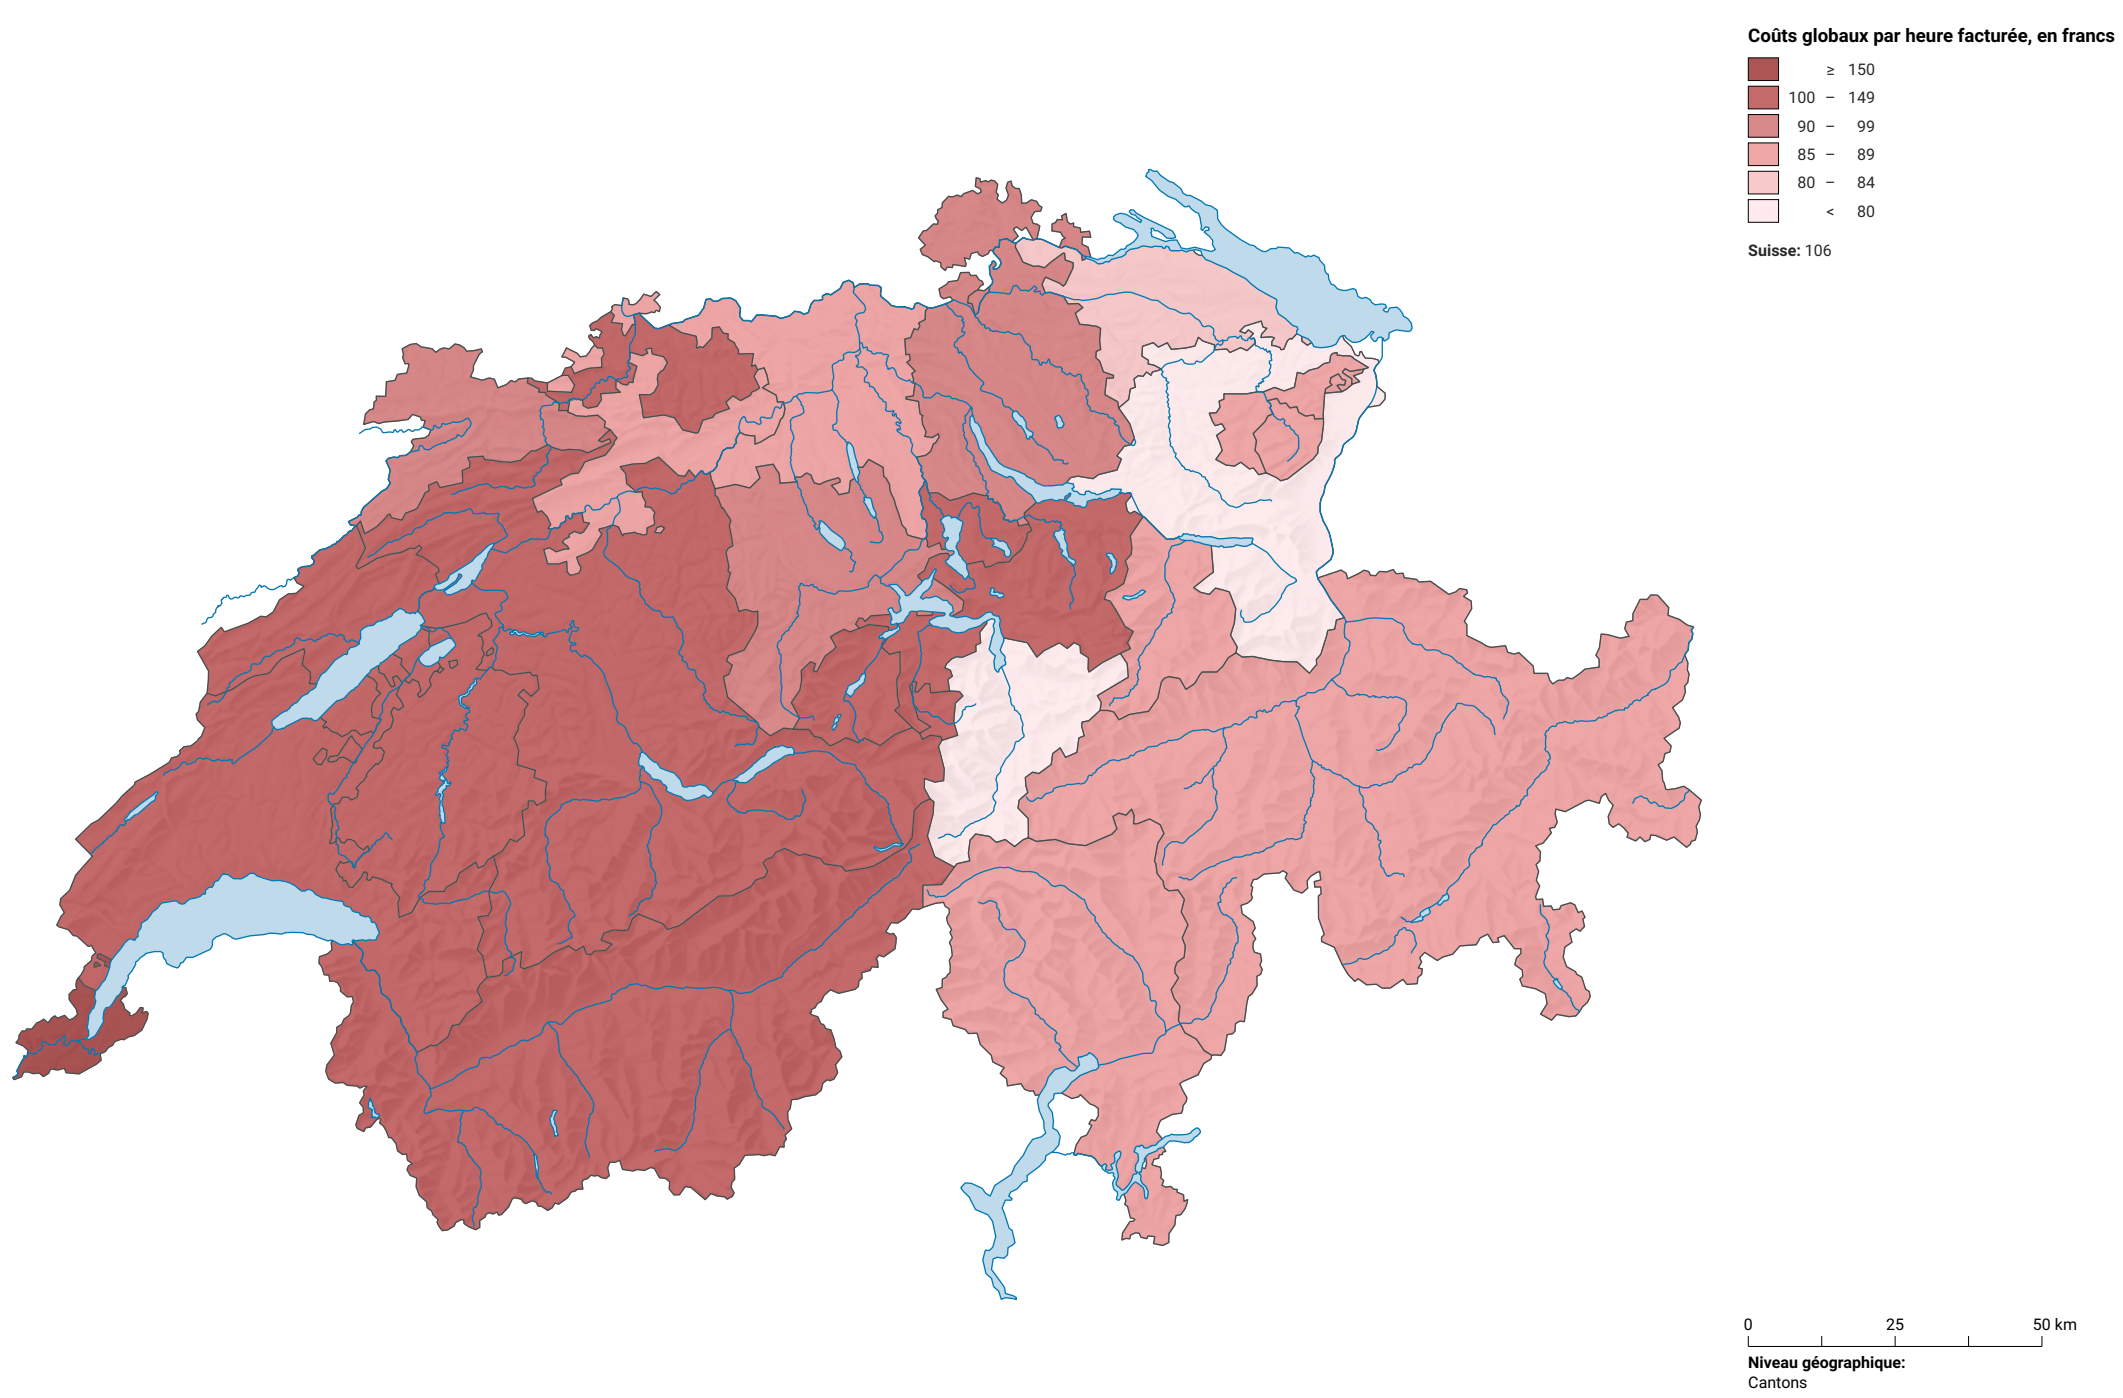 Coûts globaux par heure facturée, en francs
≥ 150
100 – 149
90 – 99
85 – 89
80 – 84
< 80
Suisse: 106
0 25 50 km
Niveau géographique:
Cantons